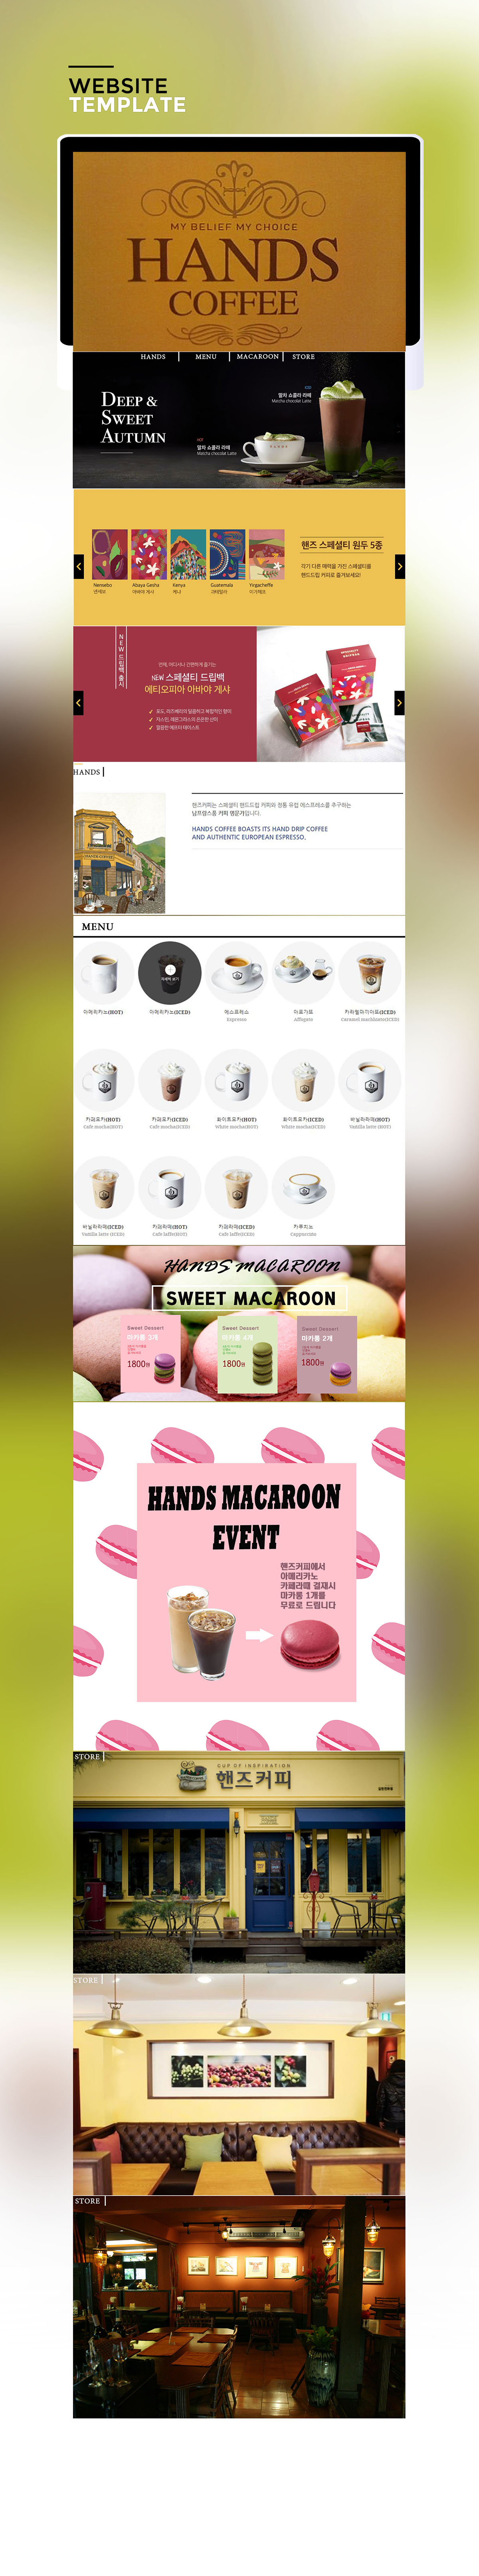 WEBSITE
TEMPLATE
MY BELIEF MY CHOICE
HANDS
COFFEE
HANDS
MENU
MACAROON
STORE
DEEP &
SWEET
AUTUMN
ICED
말차 쇼콜라 라떼
Matcha chocolat Latte
HOT
말차 쇼콜라 라떼
Matcha chocolat Latte
핸즈 스페셜티 원두 5종
각기 다른 매력을 가진 스페셜티를
핸드드립 커피로 즐겨보세요!
Nensebo
넨세보
Abaya Gesha
아바야 게샤
Kenya
케냐
Guatemala
과테말라
Yirgacheffe
이가체프
NEW 드립백 출시
언제, 어디서나 간편하게 즐기는
NEW 스페셜티 드립백
에티오피아 아바야 게샤
HANDS
핸즈커피는 스페셜티 핸드드립 커피와 정통 유럽 에스프레소를 추구하는
남프랑스풍 커피 명문가입니다.
HANDS COFFEE BOASTS ITS HAND DRIP COFFEE
AND AUTHENTIC EUROPEAN ESPRESSO.
MENU
아메리카노(HOT)
아메리카노(ICED)
에스프레소
Espresso
아포가토
Affogato
카라멜마끼아또(ICED)
Caramel machiatto(ICED)
카페모카(HOT)
Cafe mocha(HOT)
카페모카(ICED)
Cafe mocha(ICED)
화이트모카(HOT)
White mocha(HOT)
화이트모카(ICED)
White mocha(ICED)
바닐라라떼(HOT)
Vanilla latte (HOT)
바닐라라떼(ICED)
Vanilla latte (ICED)
카페라떼(HOT)
Cafe latte(HOT)
카페라떼(ICED)
Cafe latte(ICED)
카푸치노
Cappuccino
HANDS MACAROON
SWEET MACAROON
Sweet Dessert
마카롱 3개
1800원
Sweet Dessert
1800원
Sweet Dessert
마카롱 2개
1800원
HANDS MACAROON
EVENT
핸즈커피에서
아메리카노
카페라떼 결재시
마카롱 1개를
무료로 드립니다
STORE
CUP OF INSPIRATION
핸즈커피
STORE
STORE